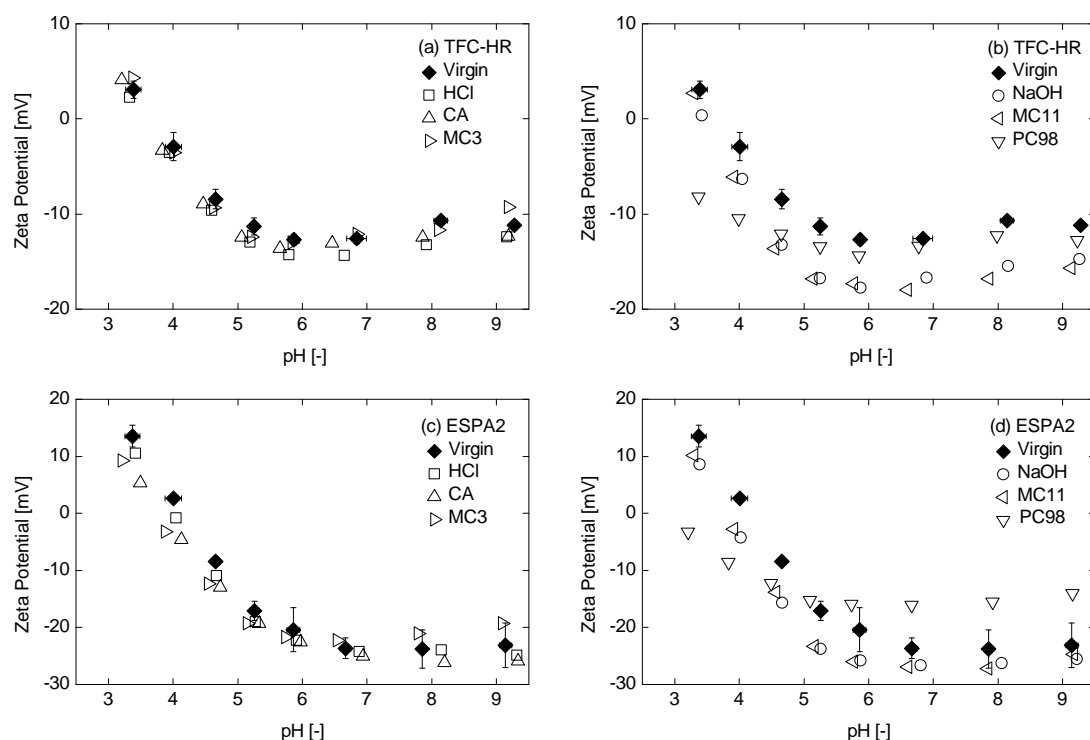 10
0
-10
-20
Zeta Potential [mV]
3 4 5 6 7 8 9
pH [-]
(a) TFC-HR
Virgin
HCl
CA
MC3
10
0
-10
-20
Zeta Potential [mV]
3 4 5 6 7 8 9
pH [-]
(b) TFC-HR
Virgin
NaOH
MC11
PC98
20
10
0
-10
-20
-30
Zeta Potential [mV]
3 4 5 6 7 8 9
pH [-]
(c) ESPA2
Virgin
HCl
CA
MC3
20
10
0
-10
-20
-30
Zeta Potential [mV]
3 4 5 6 7 8 9
pH [-]
(d) ESPA2
Virgin
NaOH
MC11
PC98